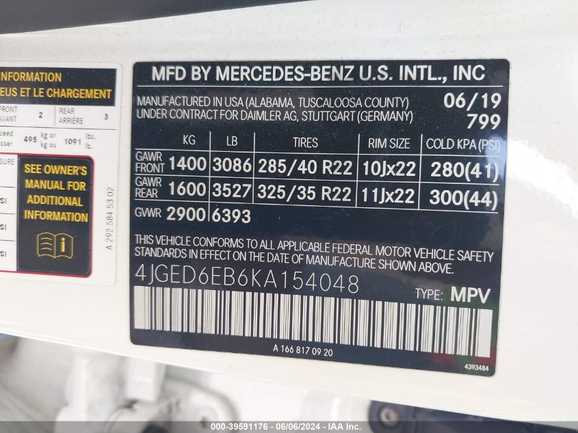 INFORMATION
EUS ET LE CHARGEMENT
FRONT
AVANT 2 REAR
ARRIÈRE 3
495 kg or 1091 lbs.
SEE OWNER'S
MANUAL FOR
ADDITIONAL
INFORMATION
A 292 584 53 02
MFD BY MERCEDES-BENZ U.S. INTL., INC
MANUFACTURED IN USA (ALABAMA, TUSCALOOSA COUNTY) 06/19
UNDER CONTRACT FOR DAIMLER AG, STUTTGART (GERMANY) 799
KG LB TIRES RIM SIZE COLD KPA (PSI)
GAWR
FRONT 1400 3086 285/40 R22 10Jx22 280(41)
GAWR
REAR 1600 3527 325/35 R22 11Jx22 300(44)
GVWR 2900 6393
THIS VEHICLE CONFORMS TO ALL APPLICABLE FEDERAL MOTOR VEHICLE SAFETY
STANDARDS IN EFFECT ON THE DATE OF MANUFACTURE SHOWN ABOVE.
4JGED6EB6KA154048
TYPE: MPV
A 166 817 09 20
4393484
000-39591176 - 06/06/2024 - IAA Inc.